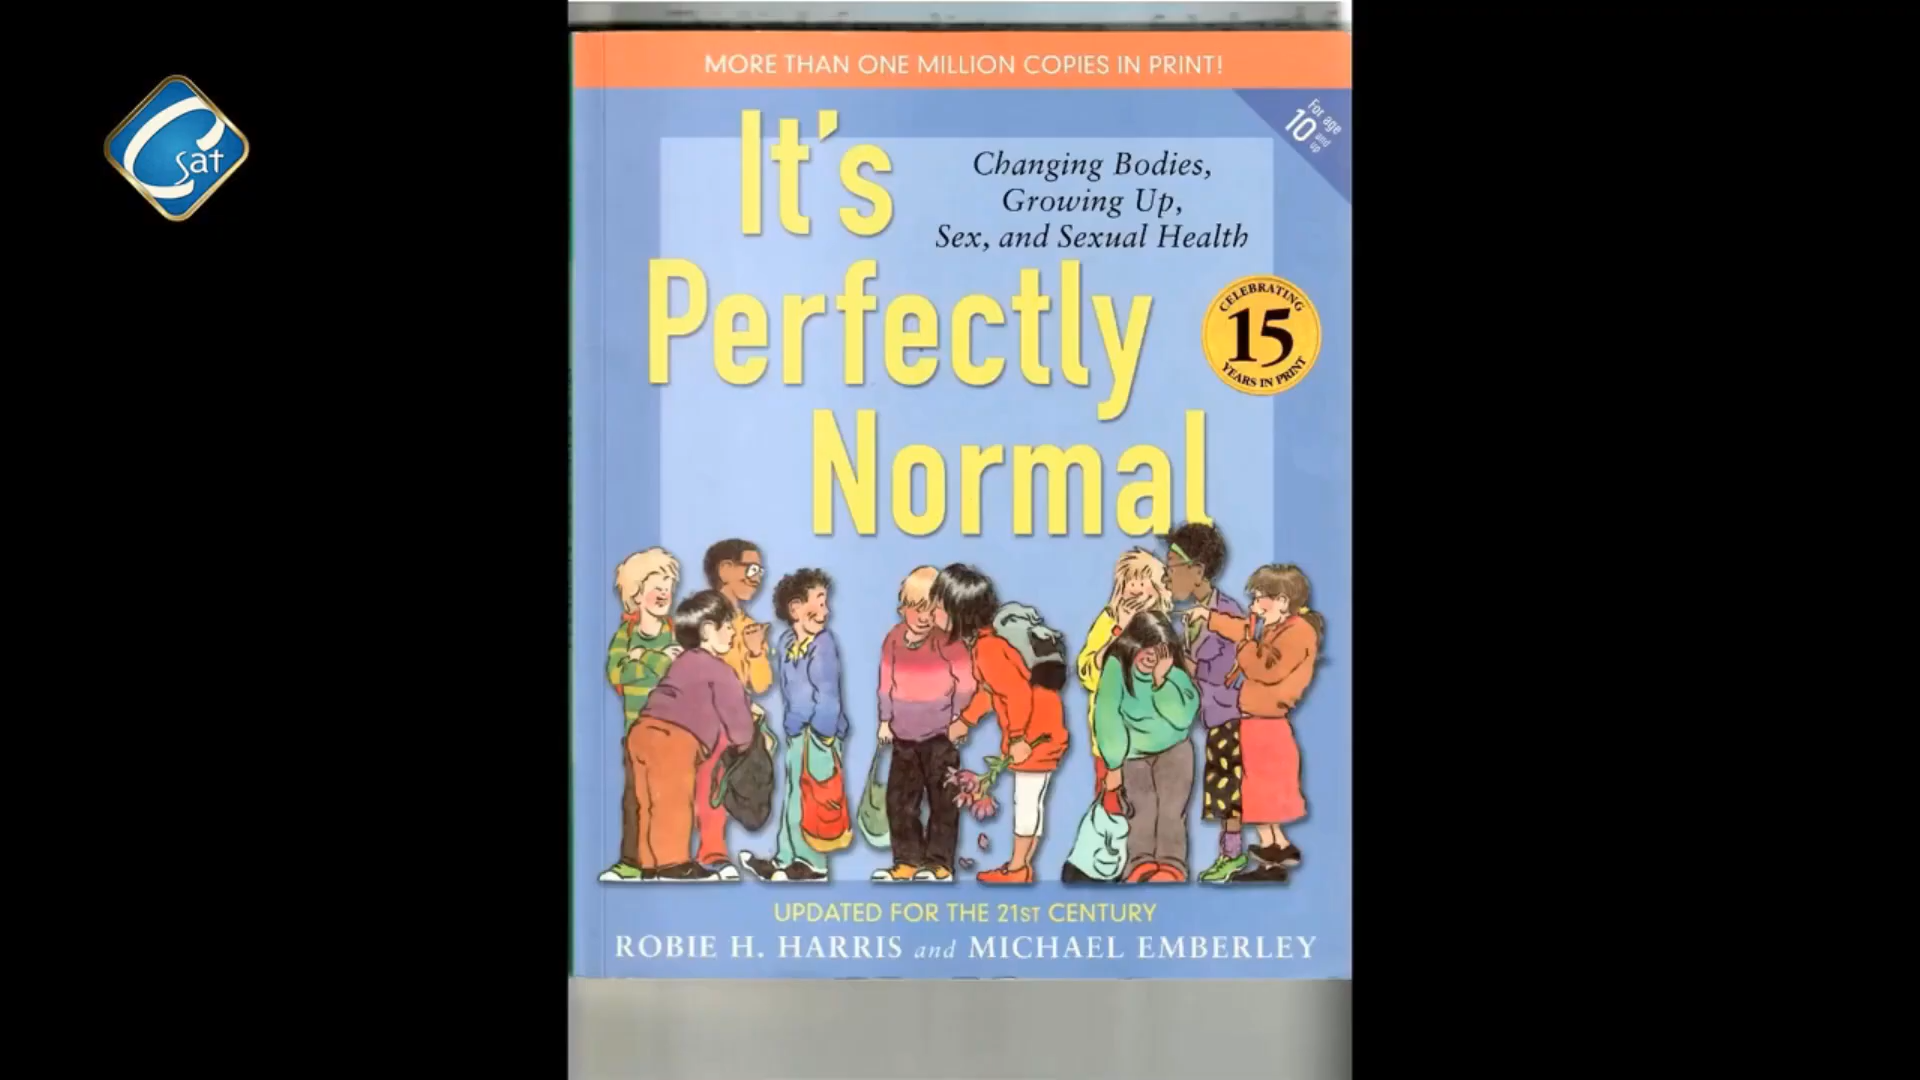 C Sat
MORE THAN ONE MILLION COPIES IN PRINT!
For age
10 and up
It's
Perfectly
Normal
Changing Bodies,
Growing Up,
Sex, and Sexual Health
CELEBRATING
15
YEARS IN PRINT
UPDATED FOR THE 21ST CENTURY
ROBIE H. HARRIS and MICHAEL EMBERLEY